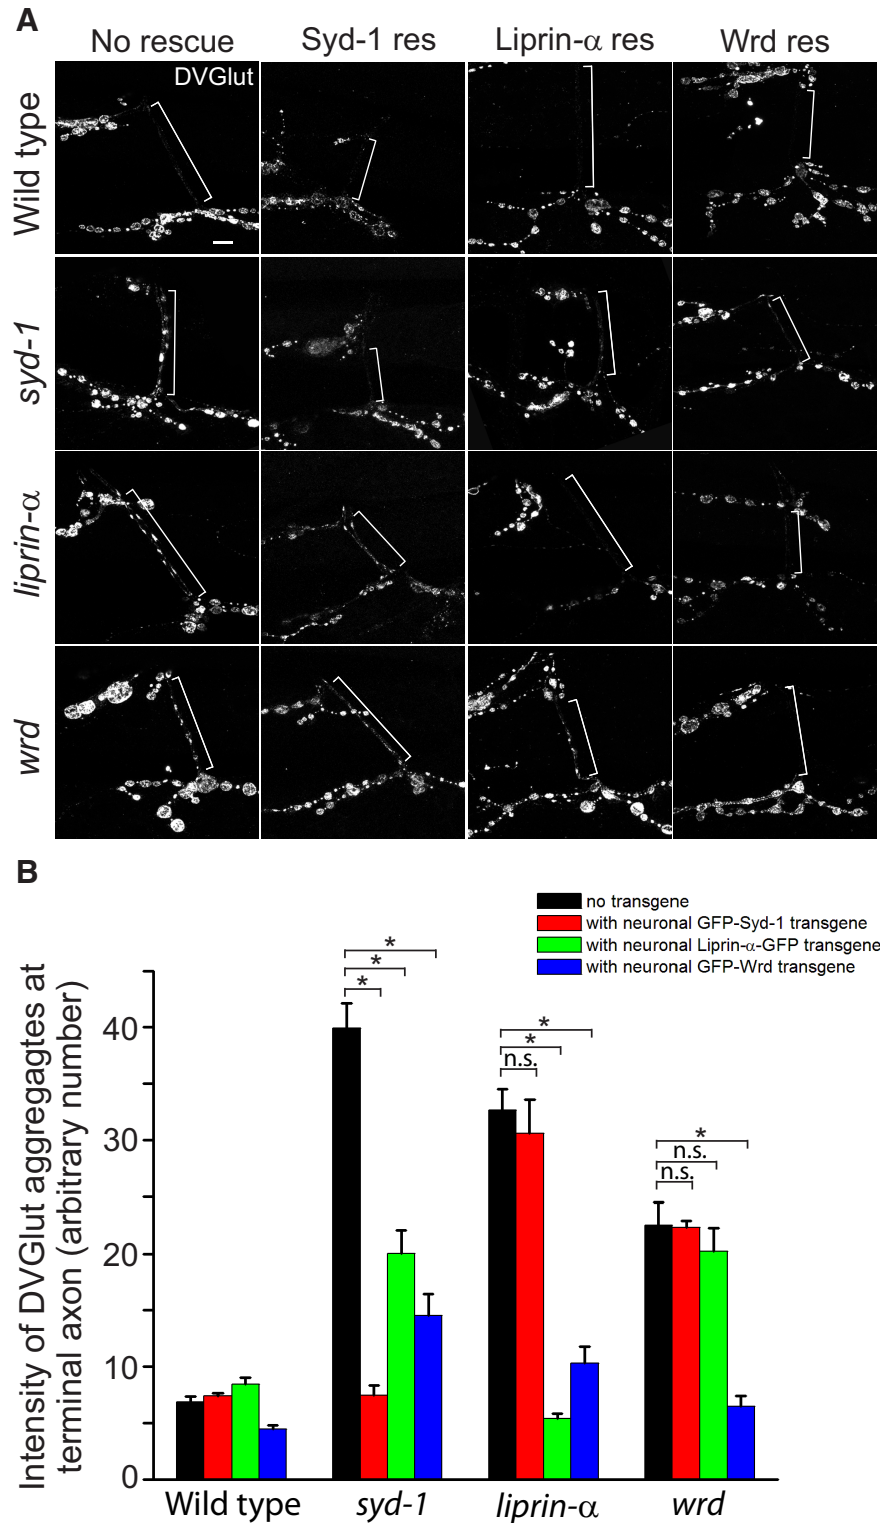 A
No rescue
Syd-1 res
Liprin-α res
Wrd res
DVGlut
Wild type
syd-1
liprin-α
wrd
B
no transgene
with neuronal GFP-Syd-1 transgene
with neuronal Liprin-α-GFP transgene
with neuronal GFP-Wrd transgene
Intensity of DVGlut aggregagtes at
terminal axon (arbitrary number)
40
30
20
10
0
*
*
*
*
*
n.s.
*
n.s.
n.s.
Wild type
syd-1
liprin-α
wrd